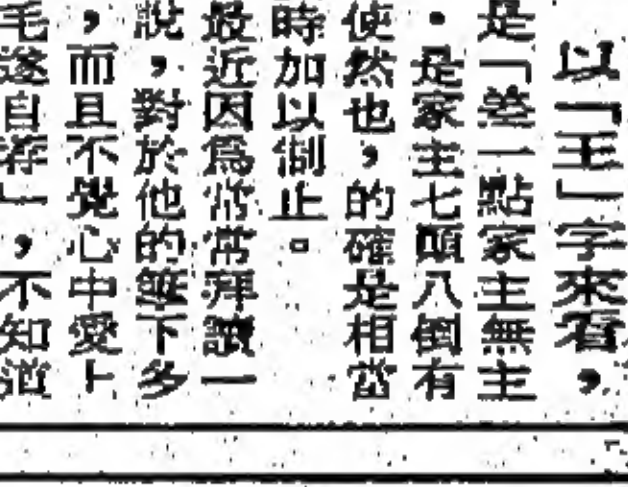 以「王」字來看，
是「差一點家主無主
．是家主七顛八倒有
使然也，的確是相當
時加以制止。
最近因爲常常拜讀一
說，對於他的筆下多
，而且不覺心中愛上
毛遂自荐」，不知道